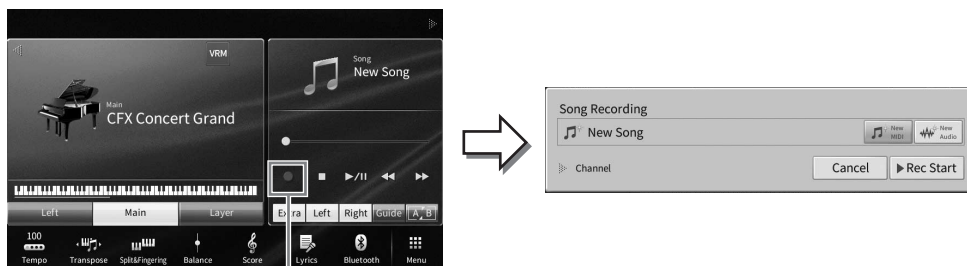 VRM
Main
CFX Concert Grand
Left Main Layer
Song
New Song
Extra Left Right Guide A B
100
Tempo Transpose Split&Fingering Balance Score Lyrics Bluetooth Menu
Song Recording
New Song
New MIDI
New Audio
Channel
Cancel
Rec Start